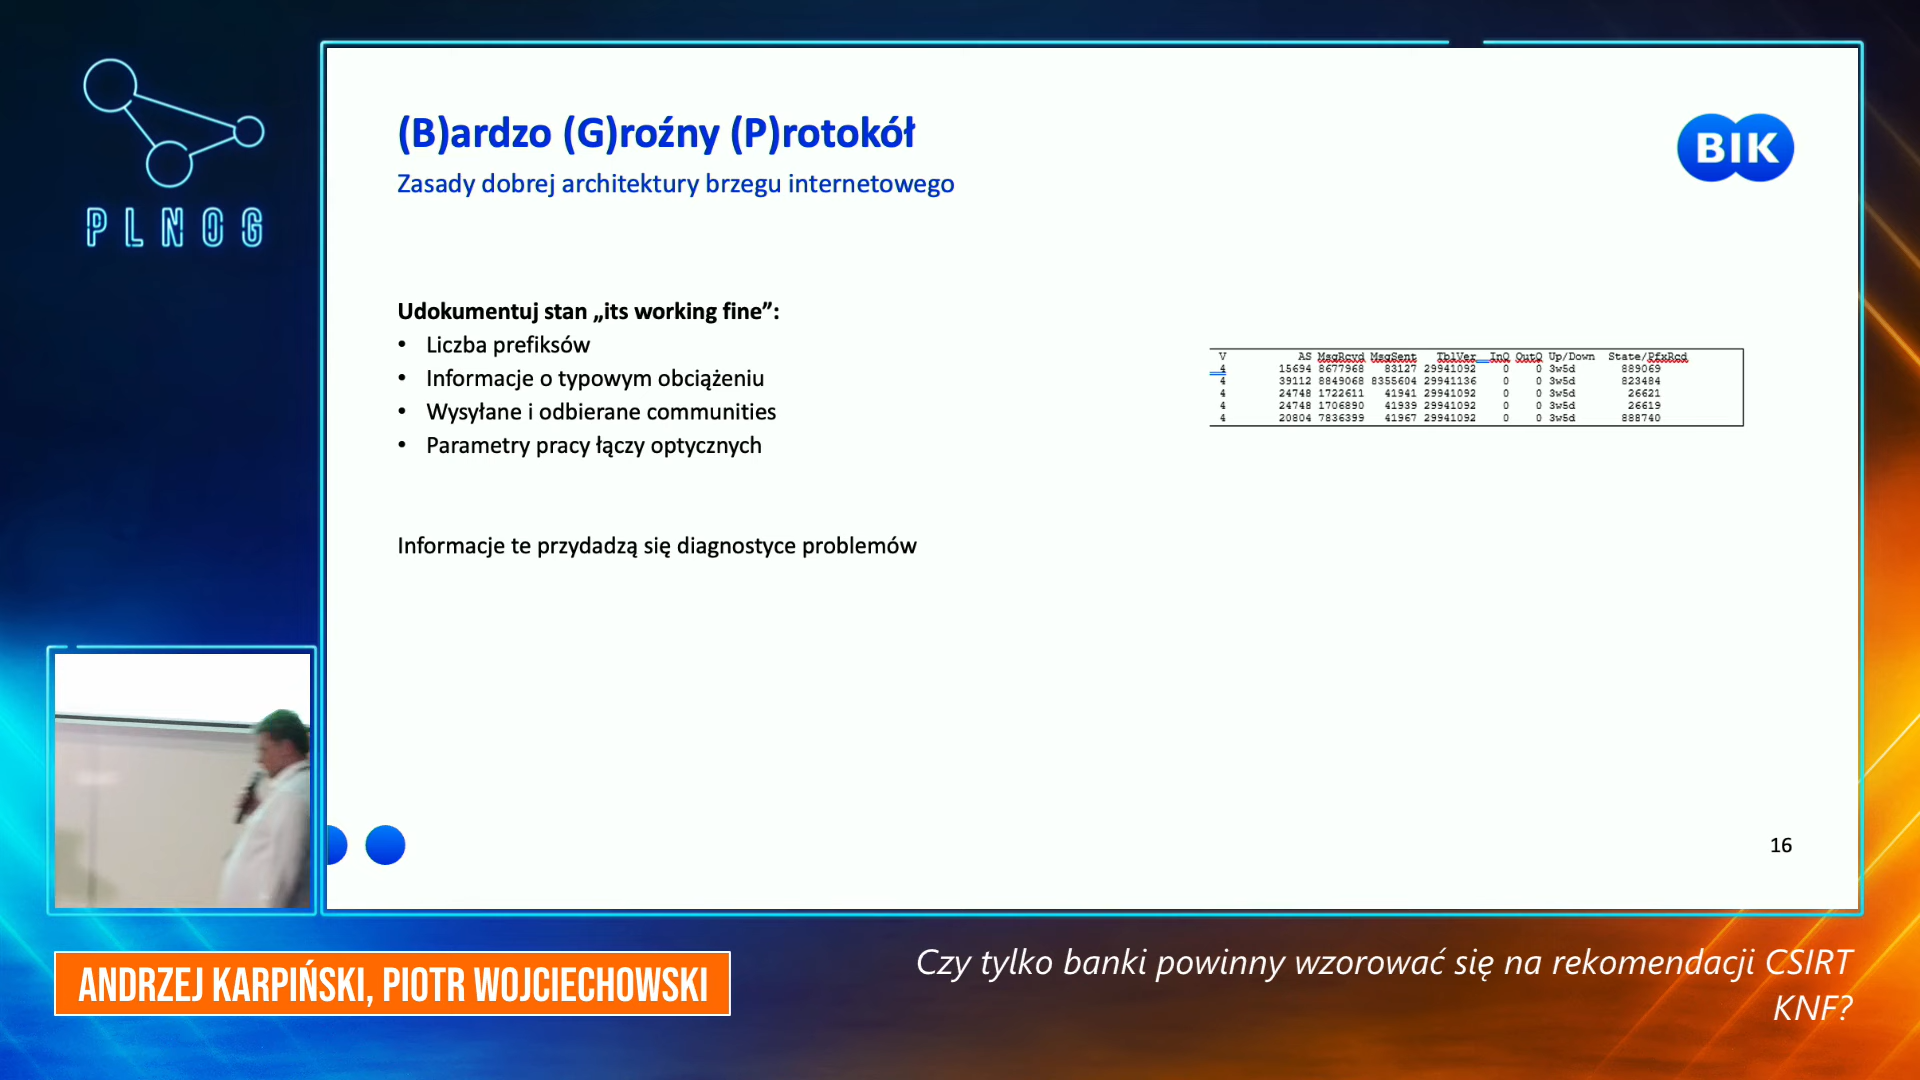 PLNOG
(B)ardzo (G)roźny (P)rotokół
Zasady dobrej architektury brzegu internetowego
BIK
Udokumentuj stan „its working fine”:
• Liczba prefiksów
• Informacje o typowym obciążeniu
• Wysyłane i odbierane communities
• Parametry pracy łączy optycznych
Informacje te przydadzą się diagnostyce problemów
V AS MsgRcvd MsgSent TblVer InQ OutQ Up/Down State/PfxRcd
4 15694 8677968 83127 29941092 0 0 3w5d 889069
4 39112 8849068 8355604 29941136 0 0 3w5d 823484
4 24748 1722611 41941 29941092 0 0 3w5d 26621
4 24748 1706890 41939 29941092 0 0 3w5d 26619
4 20804 7836399 41967 29941092 0 0 3w5d 888740
16
ANDRZEJ KARPIŃSKI, PIOTR WOJCIECHOWSKI
Czy tylko banki powinny wzorować się na rekomendacji CSIRT
KNF?